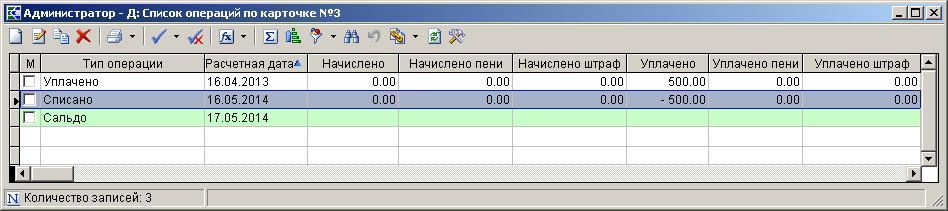 Администратор - Д: Список операций по карточке №3
М Тип операции Расчетная дата Начислено Начислено пени Начислено штраф Уплачено Уплачено пени Уплачено штраф
Уплачено 16.04.2013 0.00 0.00 0.00 500.00 0.00 0.00
Списано 16.05.2014 0.00 0.00 0.00 - 500.00 0.00 0.00
Сальдо 17.05.2014
N Количество записей: 3